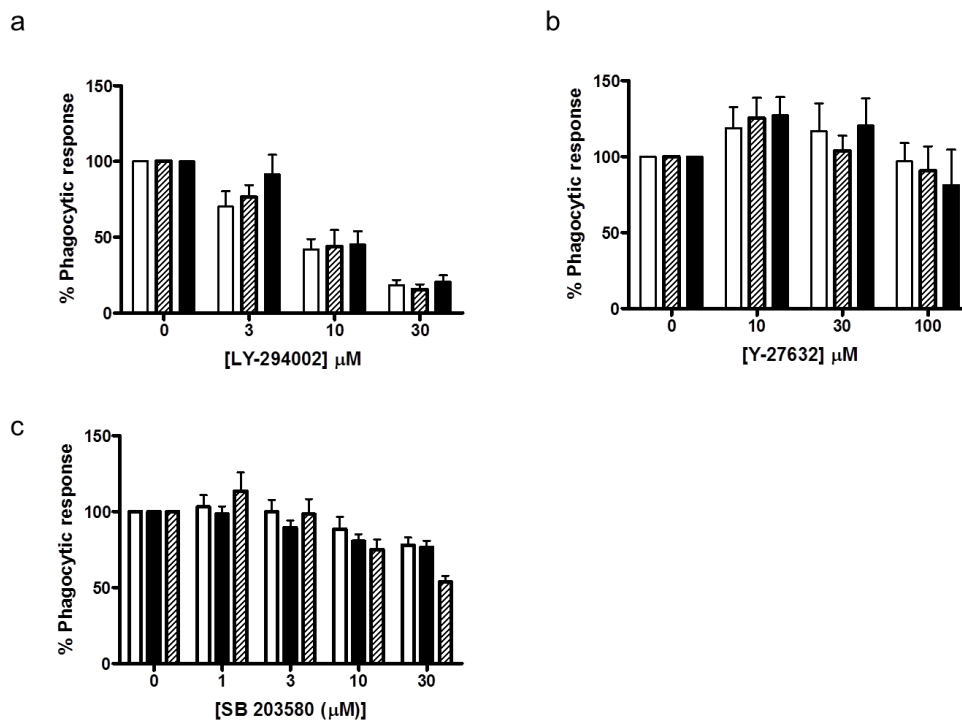 a
150
100
50
0
% Phagocytic response
0 3 10 30
[LY-294002] μM
b
150
100
50
0
% Phagocytic response
0 10 30 100
[Y-27632] μM
c
150
100
50
0
% Phagocytic response
0 1 3 10 30
[SB 203580 (μM)]